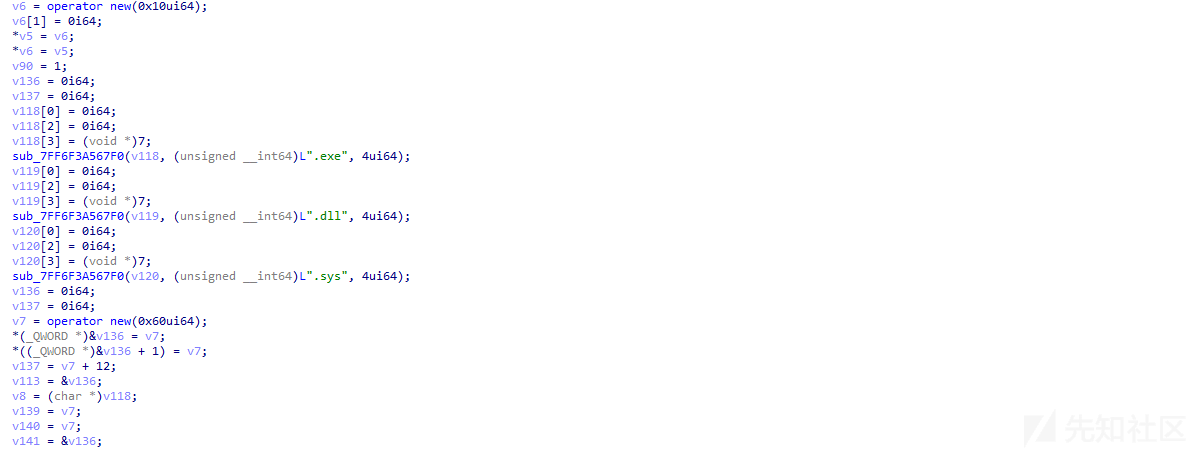 v6 = operator new(0x10ui64);
v6[1] = 0i64;
*v5 = v6;
*v6 = v5;
v90 = 1;
v136 = 0i64;
v137 = 0i64;
v118[0] = 0i64;
v118[2] = 0i64;
v118[3] = (void *)7;
sub_7FF6F3A567F0(v118, (unsigned __int64)L".exe", 4ui64);
v119[0] = 0i64;
v119[2] = 0i64;
v119[3] = (void *)7;
sub_7FF6F3A567F0(v119, (unsigned __int64)L".dll", 4ui64);
v120[0] = 0i64;
v120[2] = 0i64;
v120[3] = (void *)7;
sub_7FF6F3A567F0(v120, (unsigned __int64)L".sys", 4ui64);
v136 = 0i64;
v137 = 0i64;
v7 = operator new(0x60ui64);
*(_QWORD *)&v136 = v7;
*((_QWORD *)&v136 + 1) = v7;
v137 = v7 + 12;
v113 = &v136;
v8 = (char *)v118;
v139 = v7;
v140 = v7;
v141 = &v136;
先知社区